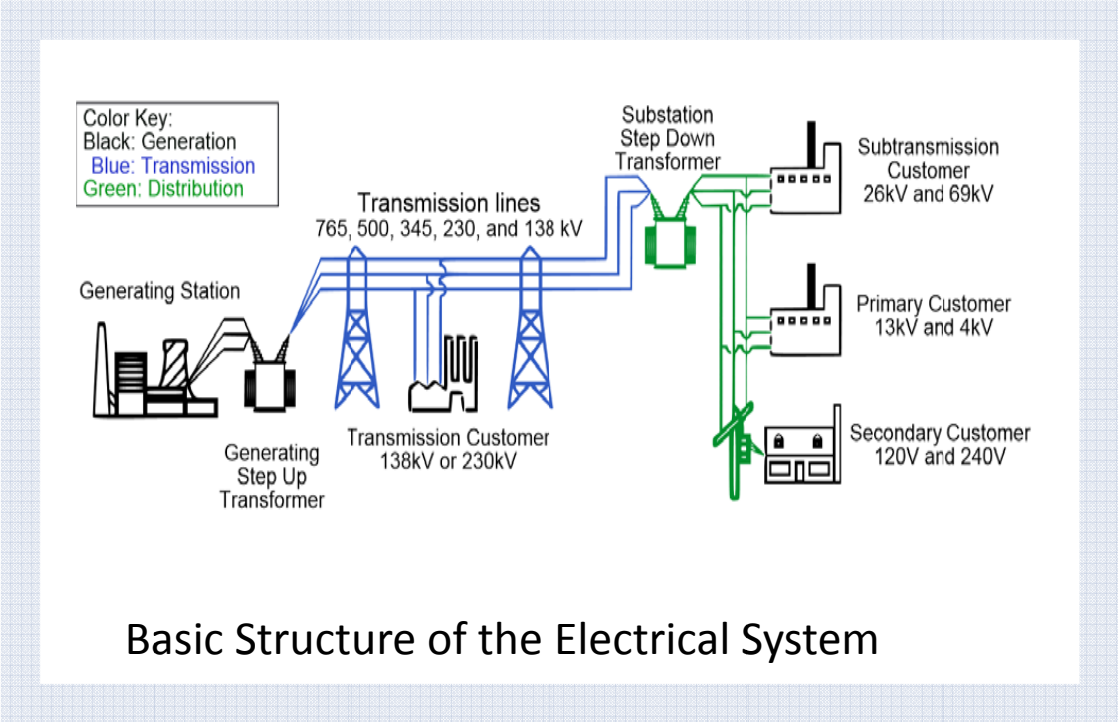 Color Key:
Black: Generation
Blue: Transmission
Green: Distribution
Substation
Step Down
Transformer
Subtransmission
Customer
26kV and 69kV
Transmission lines
765, 500, 345, 230, and 138 kV
Generating Station
Primary Customer
13kV and 4kV
Generating
Step Up
Transformer
Transmission Customer
138kV or 230kV
Secondary Customer
120V and 240V
Basic Structure of the Electrical System